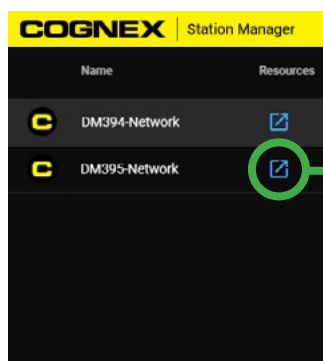 COGNEX Station Manager
Name Resources
DM394-Network
DM395-Network